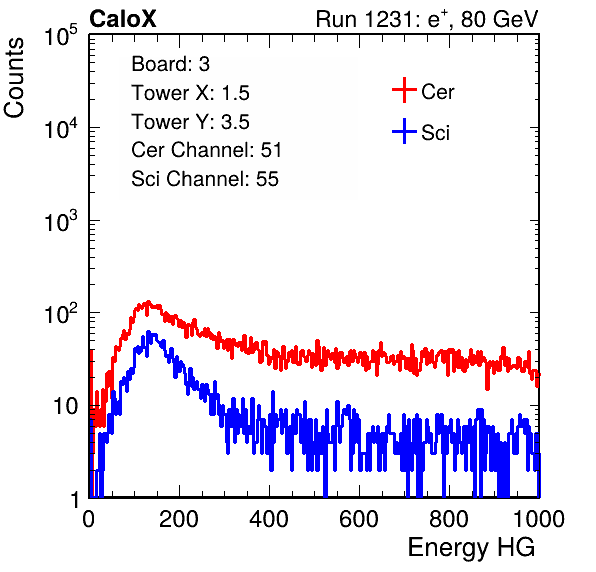 CaloX Run 1231: e⁺, 80 GeV
Counts
10⁵
10⁴
10³
10²
10
1
Board: 3
Tower X: 1.5
Tower Y: 3.5
Cer Channel: 51
Sci Channel: 55
Cer
Sci
0 200 400 600 800 1000
Energy HG